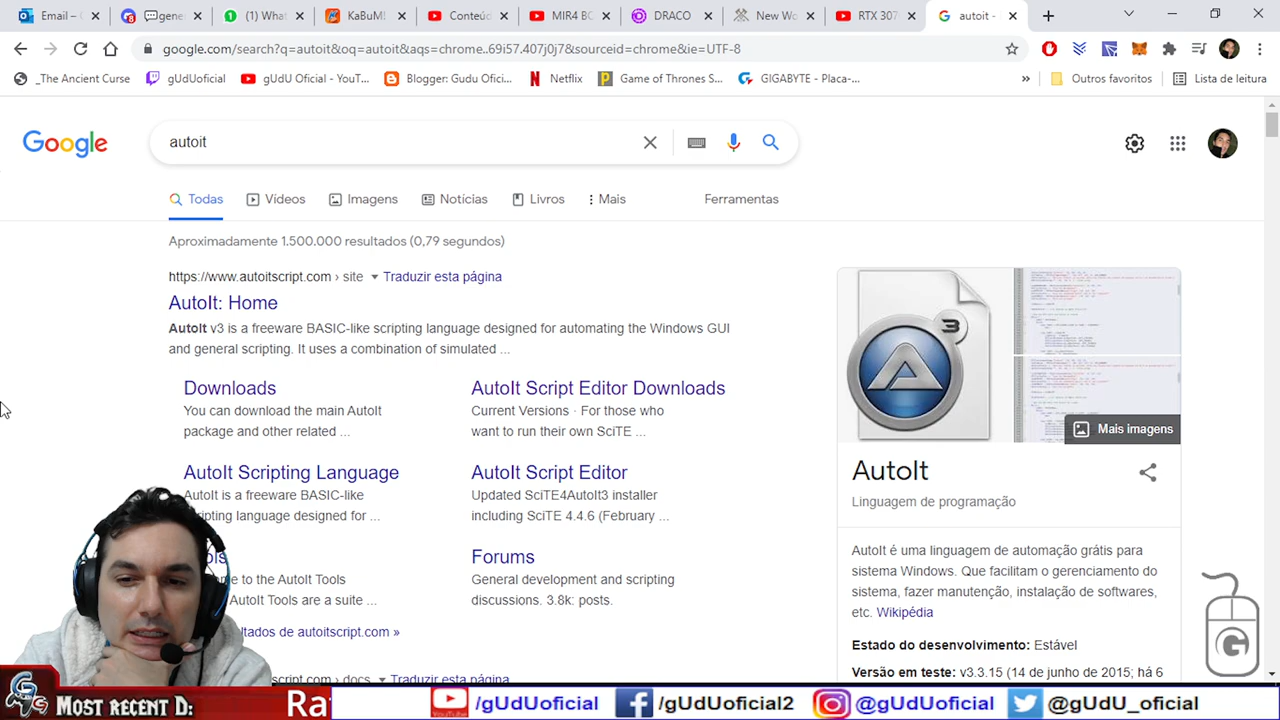 Email – (
💬gene
(1) What
KaBuM!
Conteúd
MIR4 BC
DRACO
New Wo
RTX 307
autoit -
google.com/search?q=autoit&oq=autoit&aqs=chrome..69i57.407j0j7&sourceid=chrome&ie=UTF-8
_The Ancient Curse
gUdUoficial
gUdU Oficial - YouT...
Blogger: Gudu Ofici...
Netflix
Game of Thrones S...
GIGABYTE - Placa-...
»
Outros favoritos
Lista de leitura
Google
autoit
Todas
Vídeos
Imagens
Notícias
Livros
Mais
Ferramentas
Aproximadamente 1.500.000 resultados (0,79 segundos)
https://www.autoitscript.com › site
Traduzir esta página
AutoIt: Home
AutoIt v3 is a freeware BASIC-like scripting language designed for automating the Windows GUI
and general scripting. It uses a combination of simulated ...
Downloads
You can download the full installation
package and other related ...
AutoIt Script Editor Downloads
Current Versions · For those who
want to run their own SciTE ...
AutoIt Scripting Language
AutoIt is a freeware BASIC-like
scripting language designed for ...
AutoIt Script Editor
Updated SciTE4AutoIt3 installer
including SciTE 4.4.6 (February ...
ols
me to the AutoIt Tools
AutoIt Tools are a suite ...
Forums
General development and scripting
discussions. 3.8k: posts.
ltados de autoitscript.com »
script.com › docs
Traduzir esta página
3
A
Mais imagens
AutoIt
Linguagem de programação
AutoIt é uma linguagem de automação grátis para
sistema Windows. Que facilitam o gerenciamento do
sistema, fazer manutenção, instalação de softwares,
etc. Wikipédia
Estado do desenvolvimento: Estável
Versão em teste: v3.3.15 (14 de junho de 2015; há 6
G
MOST RECENT D:
Ra
/gUdUoficial
/gUdUoficial2
@gUdUoficial
@gUdU_oficial